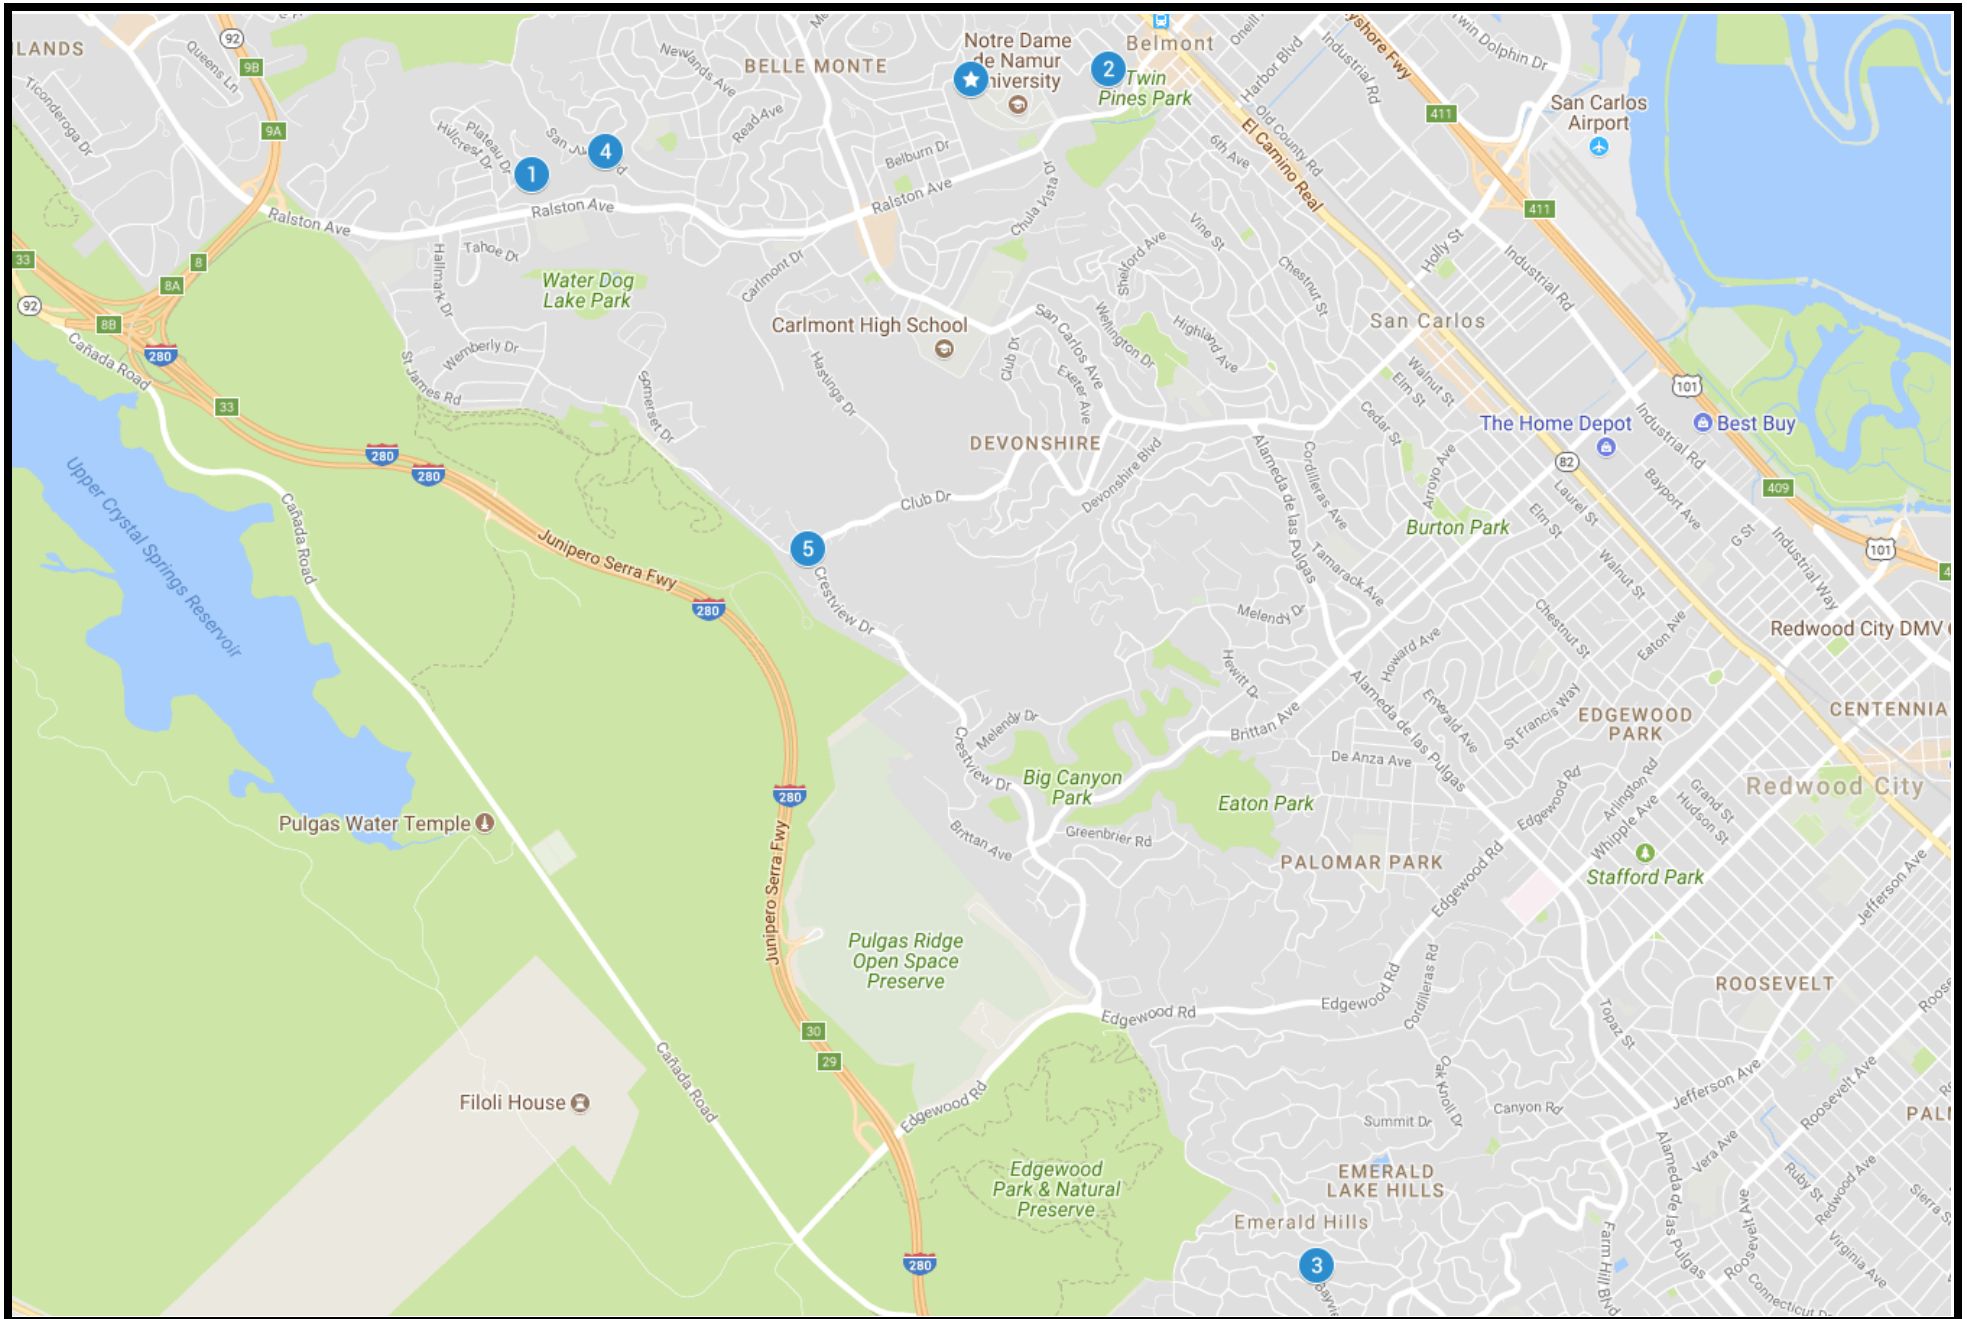 92
9B
Queens Ln
LANDS
Ticonderoga Dr
9A
Newlands Ave
BELLE MONTE
Read Ave
Notre Dame
de Namur
University
2
Twin
Pines Park
Belmont
Oneill
Harbor Blvd
Industrial Rd
yshore Fwy
Twin Dolphin Dr
411
San Carlos
Airport
Old County Rd
El Camino Real
6th Ave
Hillcrest Dr
Plateau Dr
4
1
Belburn Dr
Ralston Ave
Ralston Ave
Ralston Ave
Chula Vista Dr
411
33
8
8A
92
8B
280
Cañada Road
Hallmark Dr
Tahoe Dr
Water Dog
Lake Park
Carlmont Dr
Shelford Ave
Vine St
Chestnut St
Holly St
Industrial Rd
Carlmont High School
San Carlos Ave
Wellington Dr
Highland Ave
San Carlos
Wemberly Dr
St James Rd
Somerset Dr
Hastings Dr
Club Dr
Exeter Ave
Walnut St
Elm St
Cedar St
101
33
280
280
DEVONSHIRE
Devonshire Blvd
Alameda de las Pulgas
Cordilleras Ave
Arroyo Ave
The Home Depot
Best Buy
82
Industrial Rd
409
Bayport Ave
Laurel St
Elm St
G St
Industrial Way
101
4
Upper Crystal Springs Reservoir
Cañada Road
Junipero Serra Fwy
Club Dr
5
Crestview Dr
Burton Park
Tamarack Ave
Walnut St
Melendy Dr
280
Chestnut St
Eaton Ave
Redwood City DMV
Howard Ave
Hewitt Dr
Alameda de las Pulgas
Emerald Ave
St Francis Way
EDGEWOOD
PARK
CENTENNIA
Melendy Dr
Crestview Dr
Brittan Ave
De Anza Ave
Big Canyon
Park
Eaton Park
280
Pulgas Water Temple
Junipero Serra Fwy
Brittan Ave
Greenbrier Rd
PALOMAR PARK
Edgewood Rd
Arlington Rd
Whipple Ave
Grand St
Hudson St
Redwood City
Stafford Park
Edgewood Rd
Jefferson Ave
Pulgas Ridge
Open Space
Preserve
Edgewood Rd
Edgewood Rd
Cordilleras Rd
ROOSEVELT
Topaz St
Roose
30
29
Cañada Road
Filoli House
Edgewood Rd
Oak Knoll Dr
Summit Dr
Canyon Rd
Jefferson Ave
Roosevelt Ave
PAL
Alameda de las Pulgas
Vera Ave
Ruby St
Redwood Ave
Sierra S
Edgewood
Park & Natural
Preserve
EMERALD
LAKE HILLS
Emerald Hills
3
280
Farm Hill Blvd
Roosevelt Ave
Virginia Ave
Connecticut Dr